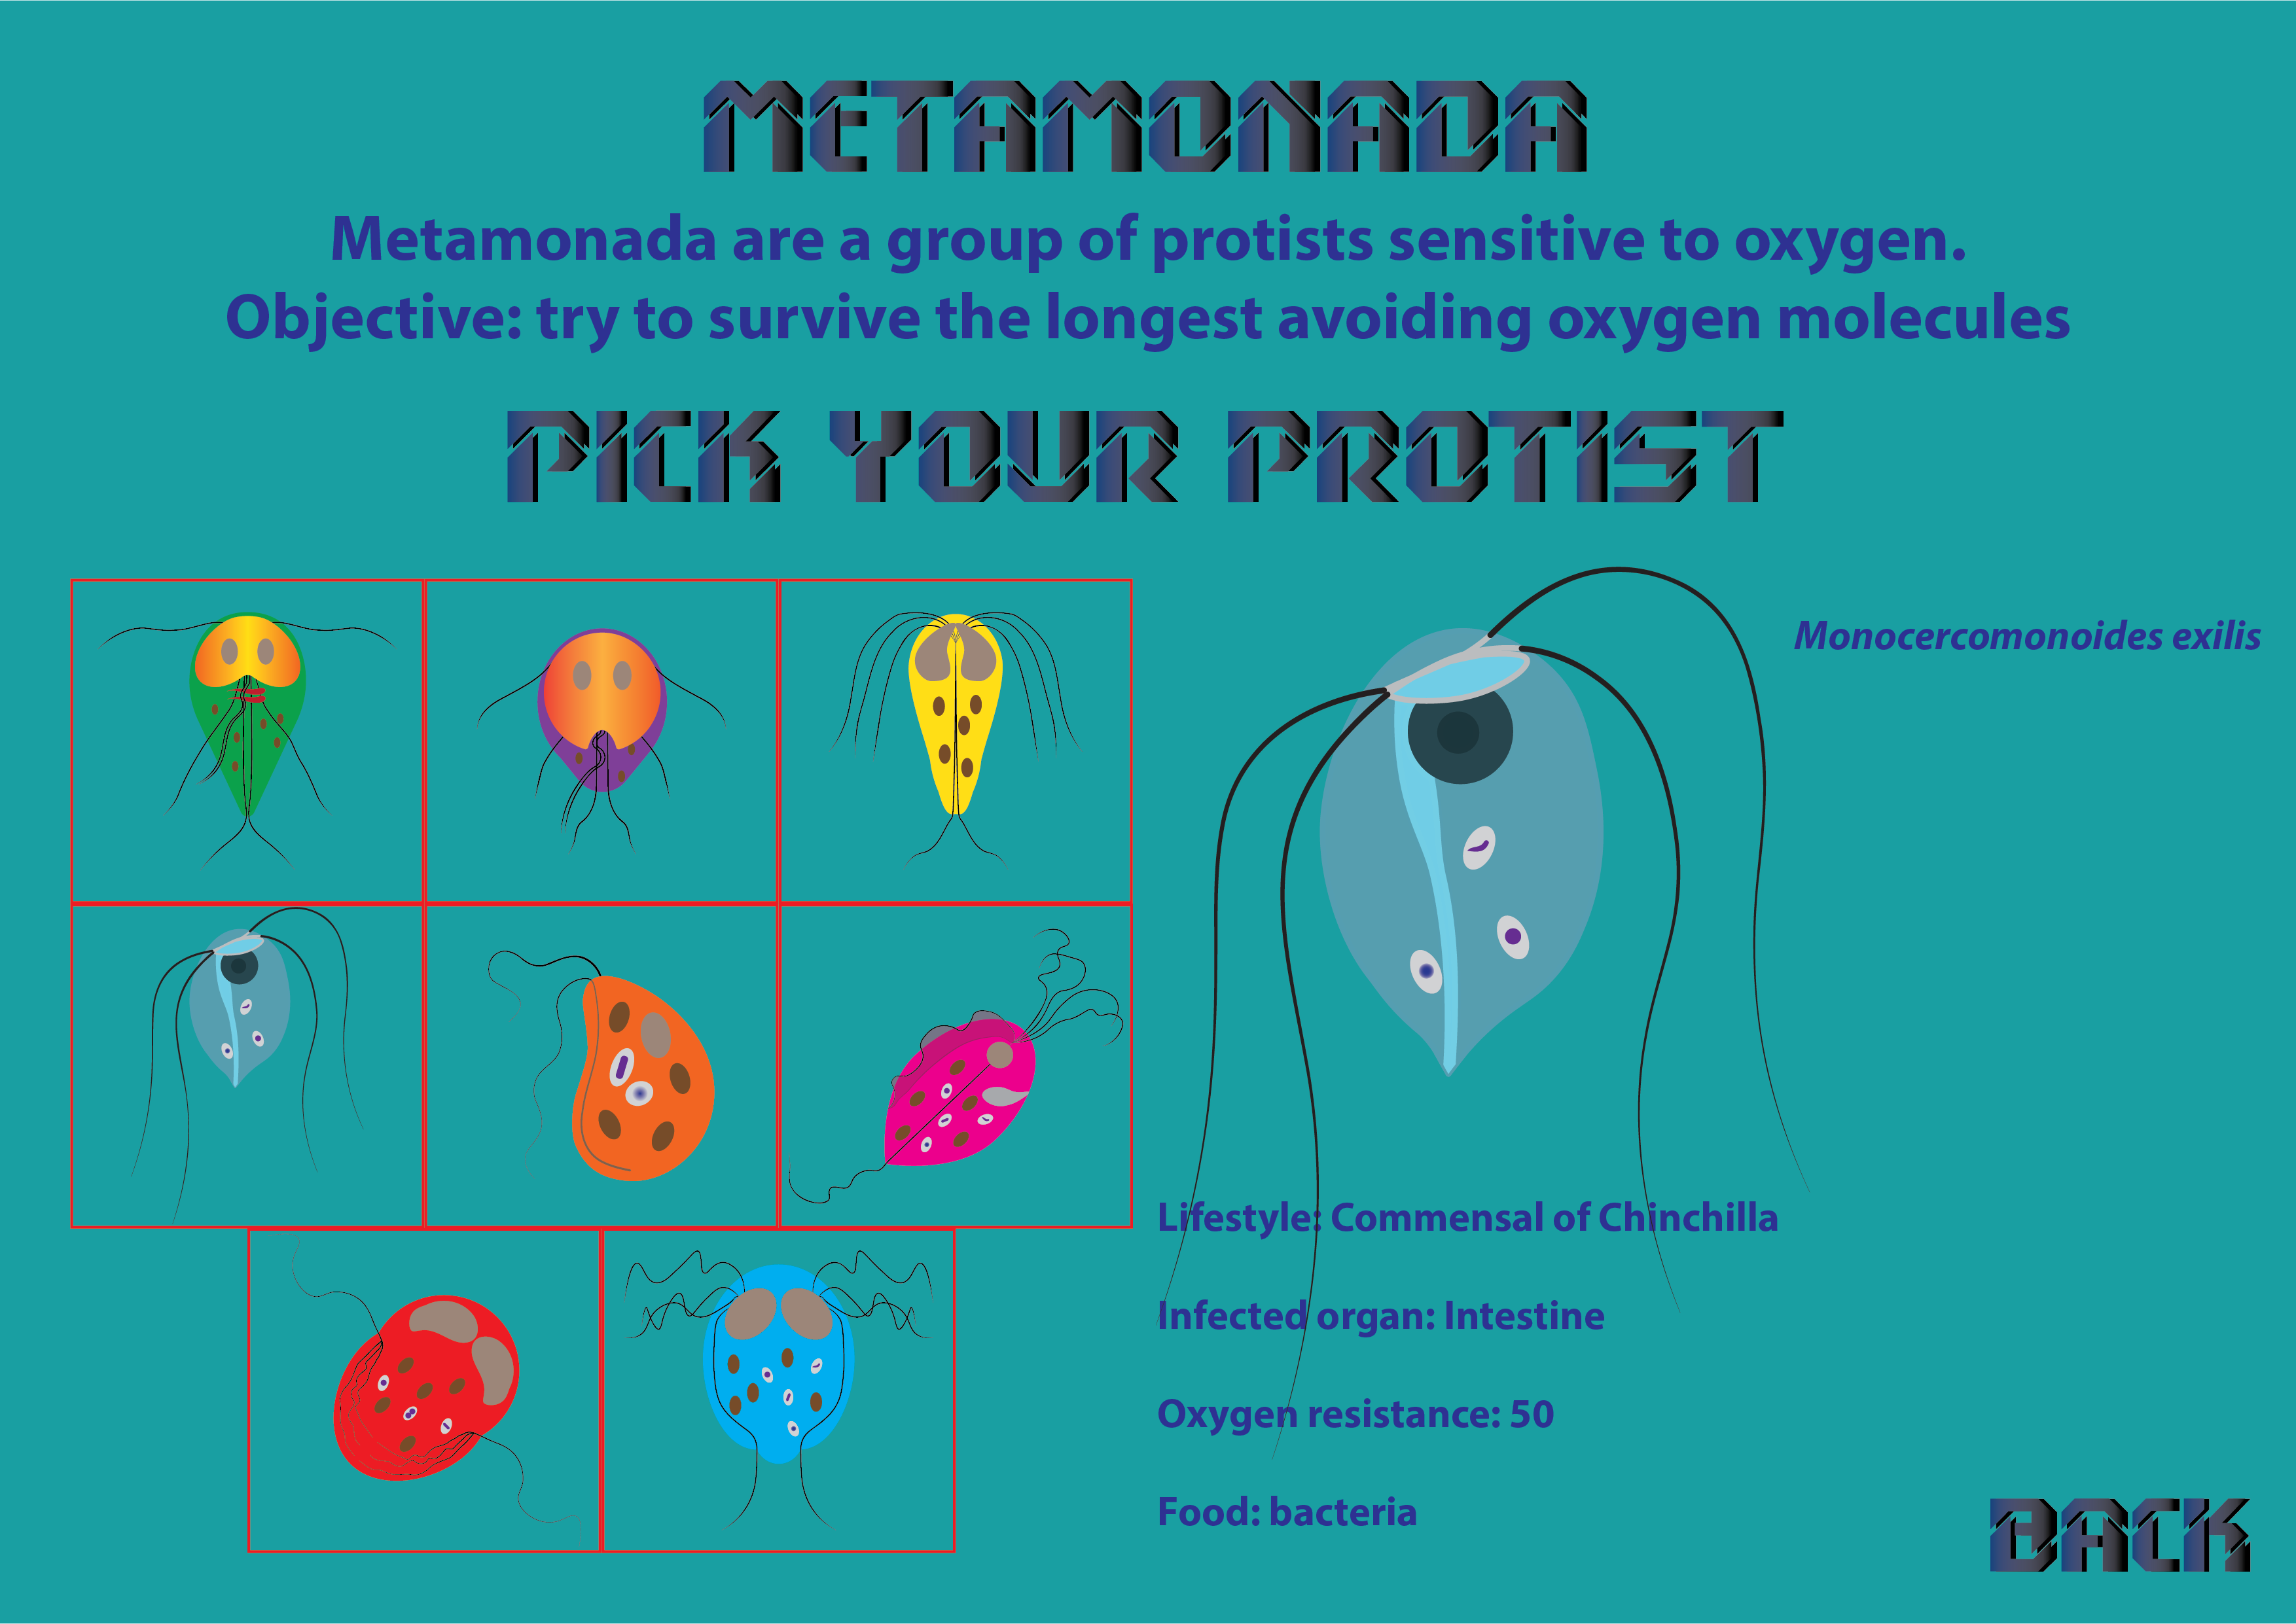 METAMONADA
Metamonada are a group of protists sensitive to oxygen.
Objective: try to survive the longest avoiding oxygen molecules
PICK YOUR PROTIST
Monocercomonoides exilis
Lifestyle: Commensal of Chinchilla
Infected organ: Intestine
Oxygen resistance: 50
Food: bacteria
BACK